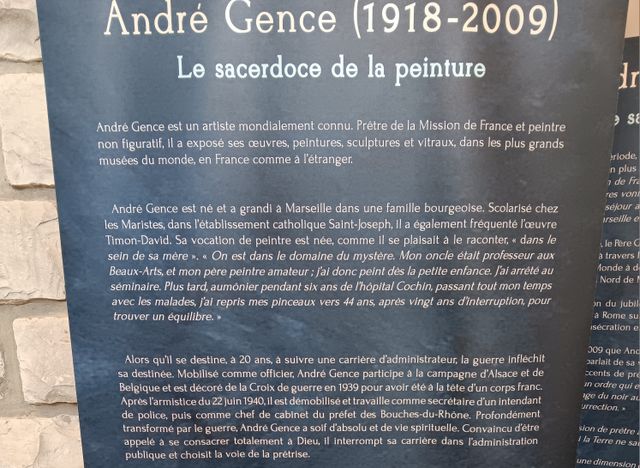 André Gence (1918-2009)
Le sacerdoce de la peinture
André Gence est un artiste mondialement connu. Prêtre de la Mission de France et peintre
non figuratif, il a exposé ses œuvres, peintures, sculptures et vitraux, dans les plus grands
musées du monde, en France comme à l'étranger.
André Gence est né et a grandi à Marseille dans une famille bourgeoise. Scolarisé chez
les Maristes, dans l'établissement catholique Saint-Joseph, il a également fréquenté l'œuvre
Timon-David. Sa vocation de peintre est née, comme il se plaisait à le raconter, « dans le
sein de sa mère ». « On est dans le domaine du mystère. Mon oncle était professeur aux
Beaux-Arts, et mon père peintre amateur ; j'ai donc peint dès la petite enfance. J'ai arrêté au
séminaire. Plus tard, aumônier pendant six ans de l'hôpital Cochin, passant tout mon temps
avec les malades, j'ai repris mes pinceaux vers 44 ans, après vingt ans d'interruption, pour
trouver un équilibre. »
Alors qu'il se destine, à 20 ans, à suivre une carrière d'administrateur, la guerre infléchit
sa destinée. Mobilisé comme officier, André Gence participe à la campagne d'Alsace et de
Belgique et est décoré de la Croix de guerre en 1939 pour avoir été à la tête d'un corps franc.
Après l'armistice du 22 juin 1940, il est démobilisé et travaille comme secrétaire d'un intendant
de police, puis comme chef de cabinet du préfet des Bouches-du-Rhône. Profondément
transformé par le guerre, André Gence a soif d'absolu et de vie spirituelle. Convaincu d'être
appelé à se consacrer totalement à Dieu, il interrompt sa carrière dans l'administration
publique et choisit la voie de la prêtrise.